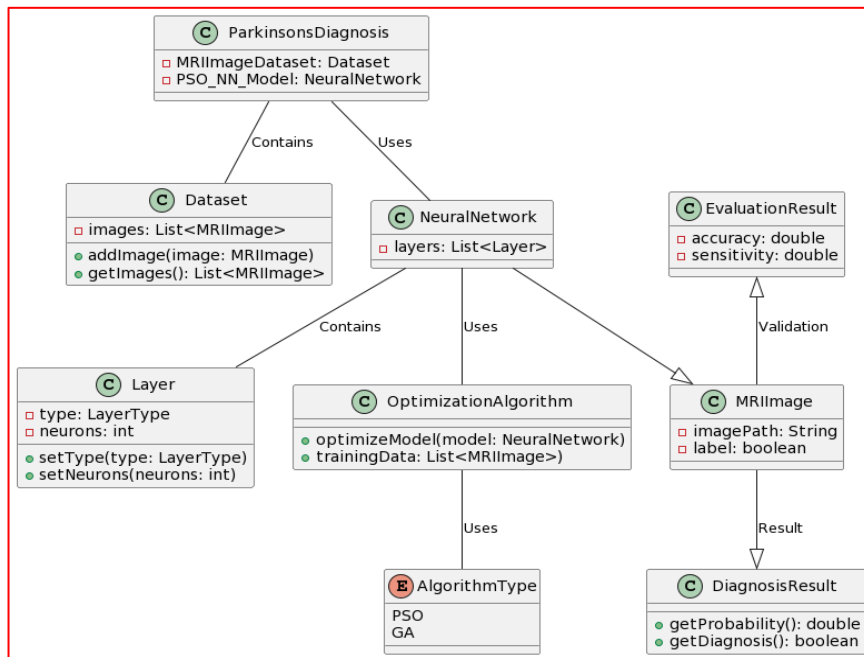 C ParkinsonsDiagnosis
MRIImageDataset: Dataset
PSO_NN_Model: NeuralNetwork
Contains
Uses
C Dataset
images: List<MRIImage>
addImage(image: MRIImage)
getImages(): List<MRIImage>
C NeuralNetwork
layers: List<Layer>
C EvaluationResult
accuracy: double
sensitivity: double
Contains
Uses
Validation
C Layer
type: LayerType
neurons: int
setType(type: LayerType)
setNeurons(neurons: int)
C OptimizationAlgorithm
optimizeModel(model: NeuralNetwork)
trainingData: List<MRIImage>)
C MRIImage
imagePath: String
label: boolean
Uses
Result
E AlgorithmType
PSO
GA
C DiagnosisResult
getProbability(): double
getDiagnosis(): boolean